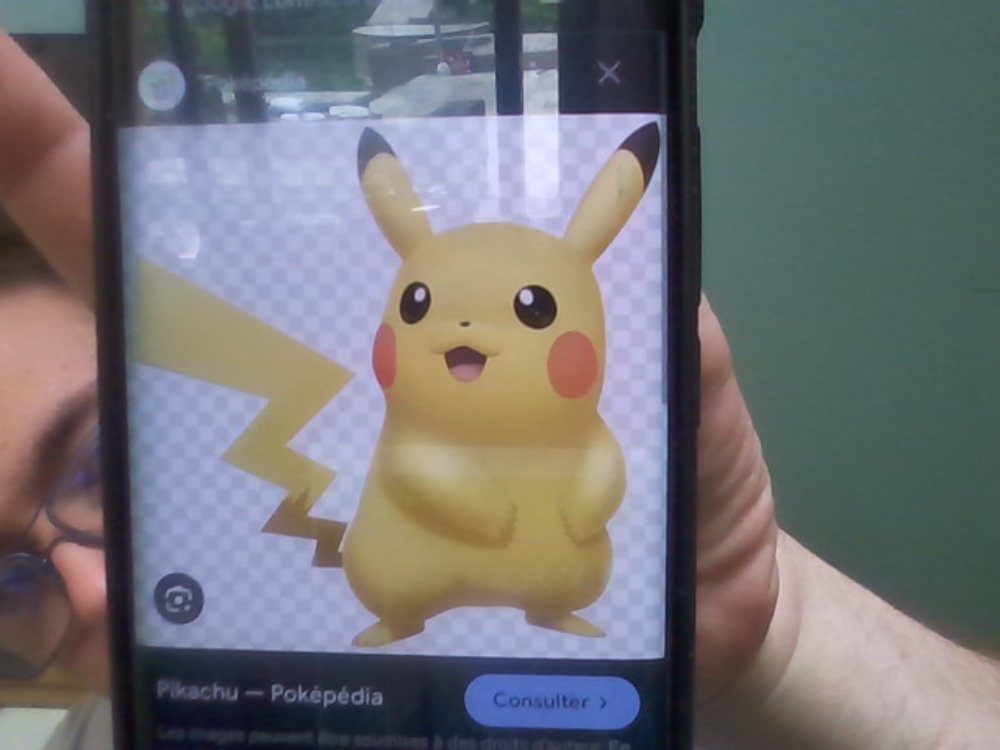 Pikachu — Poképédia
Consulter >
Les images peuvent être soumises à des droits d'auteur. En